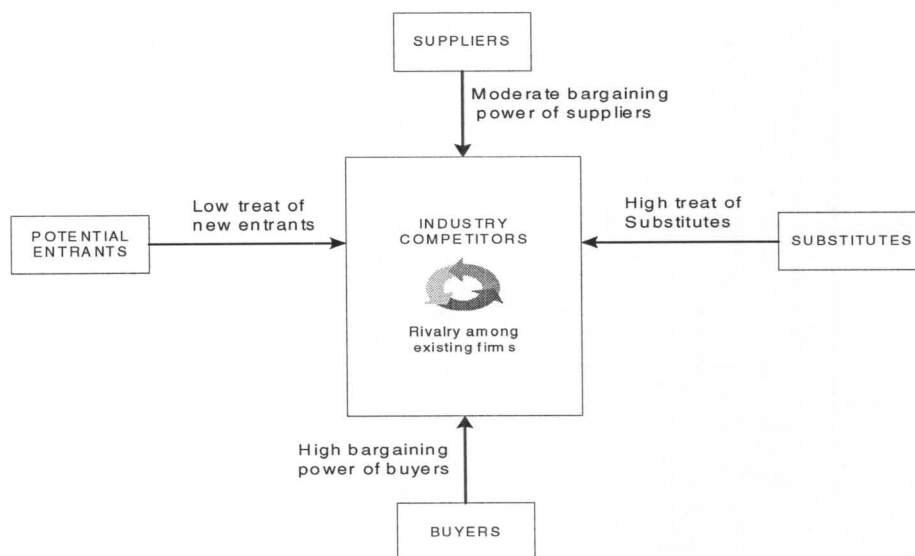 SUPPLIERS
Moderate bargaining
power of suppliers
Low treat of
new entrants
High treat of
Substitutes
POTENTIAL
ENTRANTS
INDUSTRY
COMPETITORS
SUBSTITUTES
Rivalry among
existing firms
High bargaining
power of buyers
BUYERS